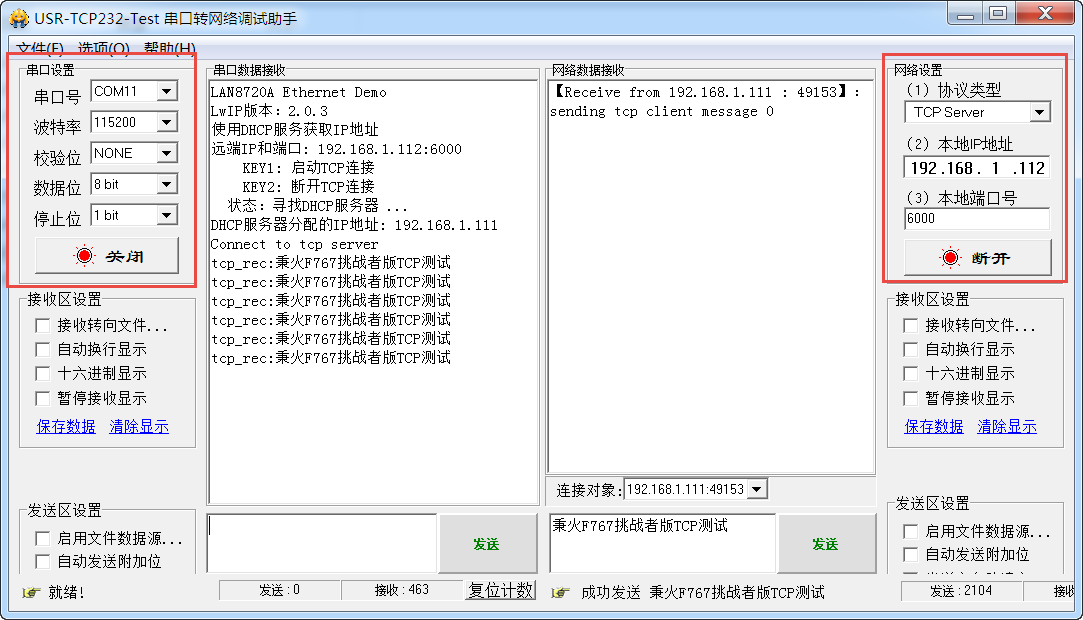 USR-TCP232-Test 串口转网络调试助手
文件(F) 选项(O) 帮助(H)
串口设置
串口号 COM11
波特率 115200
校验位 NONE
数据位 8 bit
停止位 1 bit
关闭
接收区设置
接收转向文件...
自动换行显示
十六进制显示
暂停接收显示
保存数据 清除显示
发送区设置
启用文件数据源...
自动发送附加位
串口数据接收
LAN8720A Ethernet Demo
LwIP版本：2.0.3
使用DHCP服务获取IP地址
远端IP和端口：192.168.1.112:6000
KEY1: 启动TCP连接
KEY2: 断开TCP连接
状态：寻找DHCP服务器 ...
DHCP服务器分配的IP地址：192.168.1.111
Connect to tcp server
tcp_rec:秉火F767挑战者版TCP测试
tcp_rec:秉火F767挑战者版TCP测试
tcp_rec:秉火F767挑战者版TCP测试
tcp_rec:秉火F767挑战者版TCP测试
tcp_rec:秉火F767挑战者版TCP测试
tcp_rec:秉火F767挑战者版TCP测试
发送
网络数据接收
【Receive from 192.168.1.111 : 49153】：
sending tcp client message 0
连接对象: 192.168.1.111:49153
秉火F767挑战者版TCP测试
发送
网络设置
（1）协议类型
TCP Server
（2）本地IP地址
192.168. 1 .112
（3）本地端口号
6000
断开
接收区设置
接收转向文件...
自动换行显示
十六进制显示
暂停接收显示
保存数据 清除显示
发送区设置
启用文件数据源...
自动发送附加位
就绪!
发送 : 0
接收 : 463
复位计数
成功发送 秉火F767挑战者版TCP测试
发送 : 2104
接收